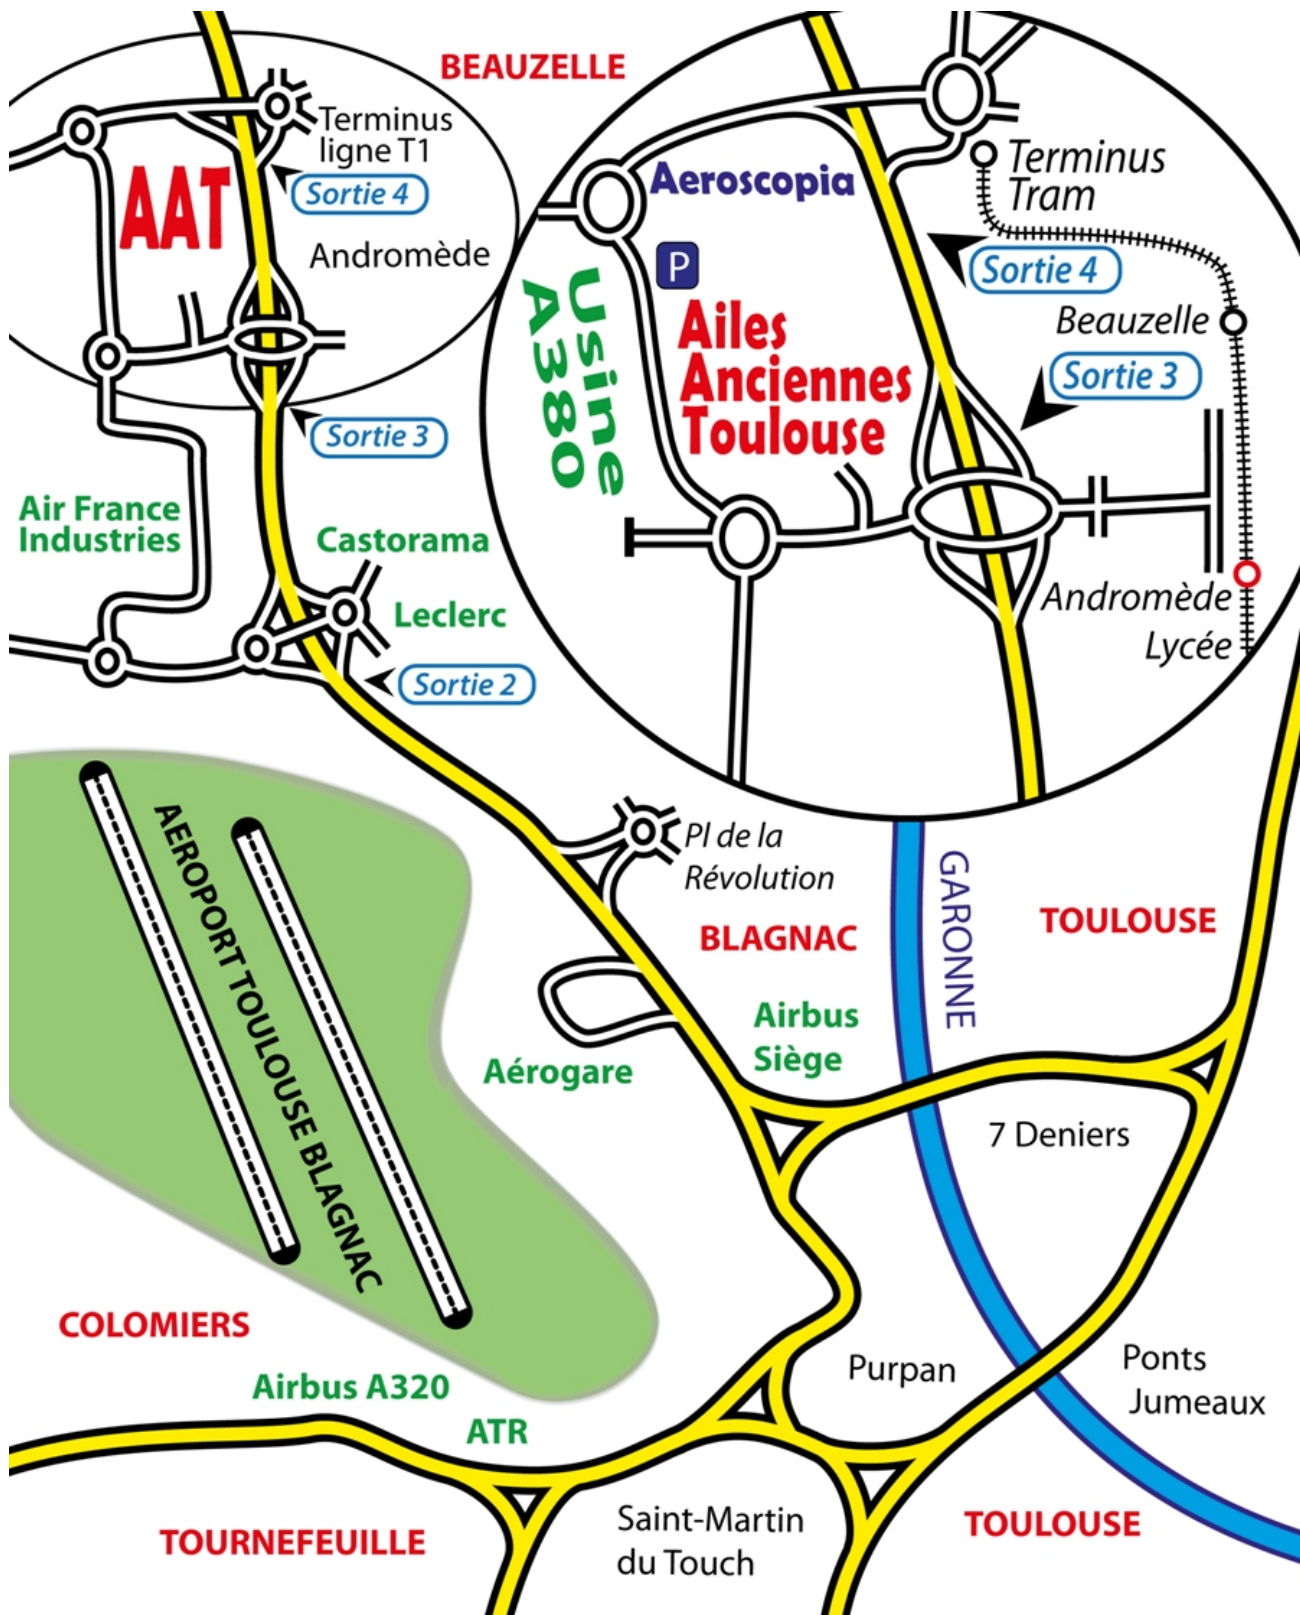 BEAUZELLE
Terminus
ligne T1
AAT
Sortie 4
Andromède
Sortie 3
Aeroscopia
P
Terminus
Tram
Sortie 4
Beauzelle
Sortie 3
Usine
A380
Ailes
Anciennes
Toulouse
Andromède
Lycée
Air France
Industries
Castorama
Leclerc
Sortie 2
AEROPORT TOULOUSE BLAGNAC
Pl de la
Révolution
BLAGNAC
GARONNE
TOULOUSE
Airbus
Siège
Aérogare
7 Deniers
COLOMIERS
Airbus A320
ATR
Purpan
Ponts
Jumeaux
TOURNEFEUILLE
Saint-Martin
du Touch
TOULOUSE